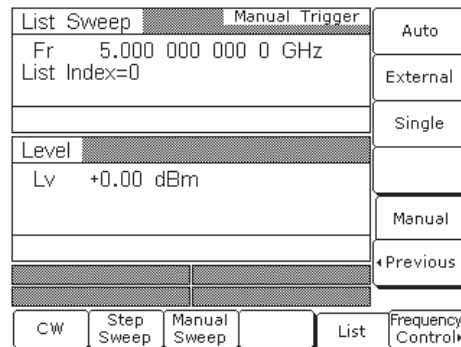 List Sweep Manual Trigger
Fr 5.000 000 000 0 GHz
List Index=0
Level
Lv +0.00 dBm
Auto
External
Single
Manual
Previous
CW
Step
Sweep
Manual
Sweep
List
Frequency
Control